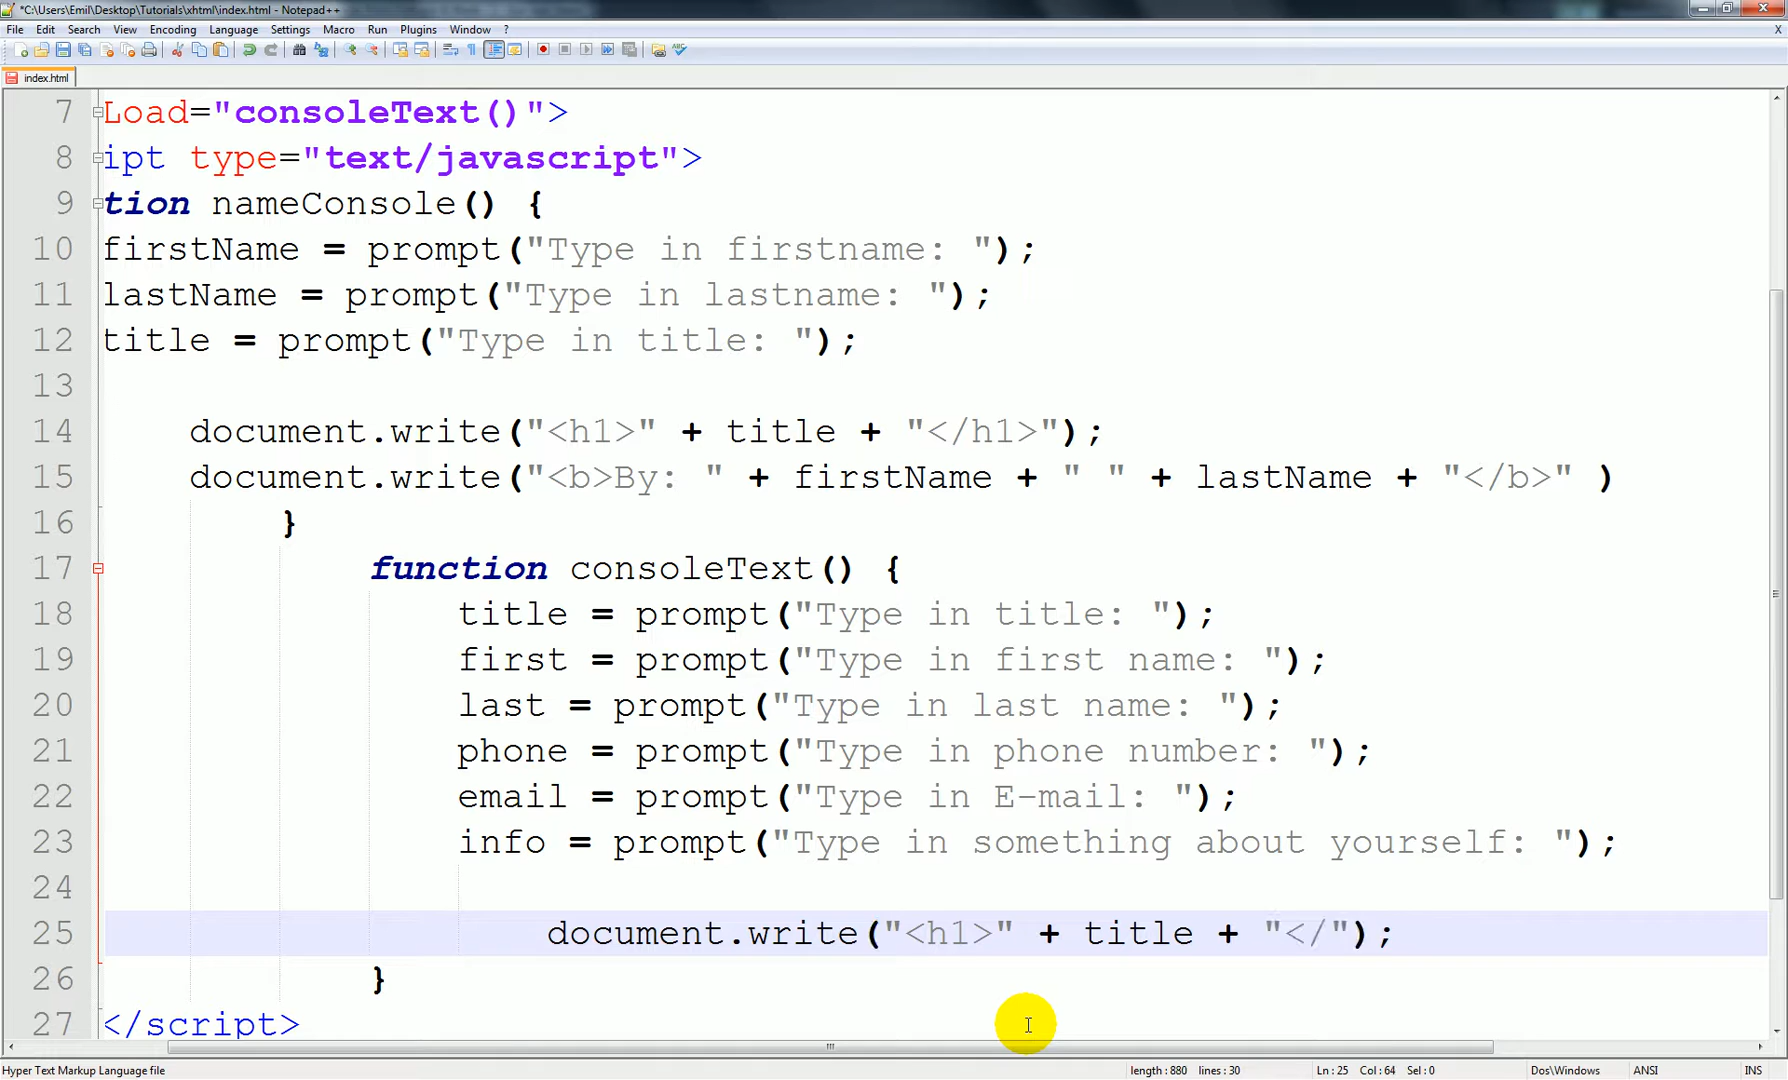 *C:\Users\Emil\Desktop\Tutorials\xhtml\index.html - Notepad++
File Edit Search View Encoding Language Settings Macro Run Plugins Window ? X
index.html
7 Load="consoleText()">
8 ipt type="text/javascript">
9 tion nameConsole() {
10 firstName = prompt("Type in firstname: ");
11 lastName = prompt("Type in lastname: ");
12 title = prompt("Type in title: ");
13
14 document.write("<h1>" + title + "</h1>");
15 document.write("<b>By: " + firstName + " " + lastName + "</b>" )
16 }
17 function consoleText() {
18 title = prompt("Type in title: ");
19 first = prompt("Type in first name: ");
20 last = prompt("Type in last name: ");
21 phone = prompt("Type in phone number: ");
22 email = prompt("Type in E-mail: ");
23 info = prompt("Type in something about yourself: ");
24
25 document.write("<h1>" + title + "</");
26 }
27 </script>
Hyper Text Markup Language file length : 880 lines : 30 Ln : 25 Col : 64 Sel : 0 Dos\Windows ANSI INS